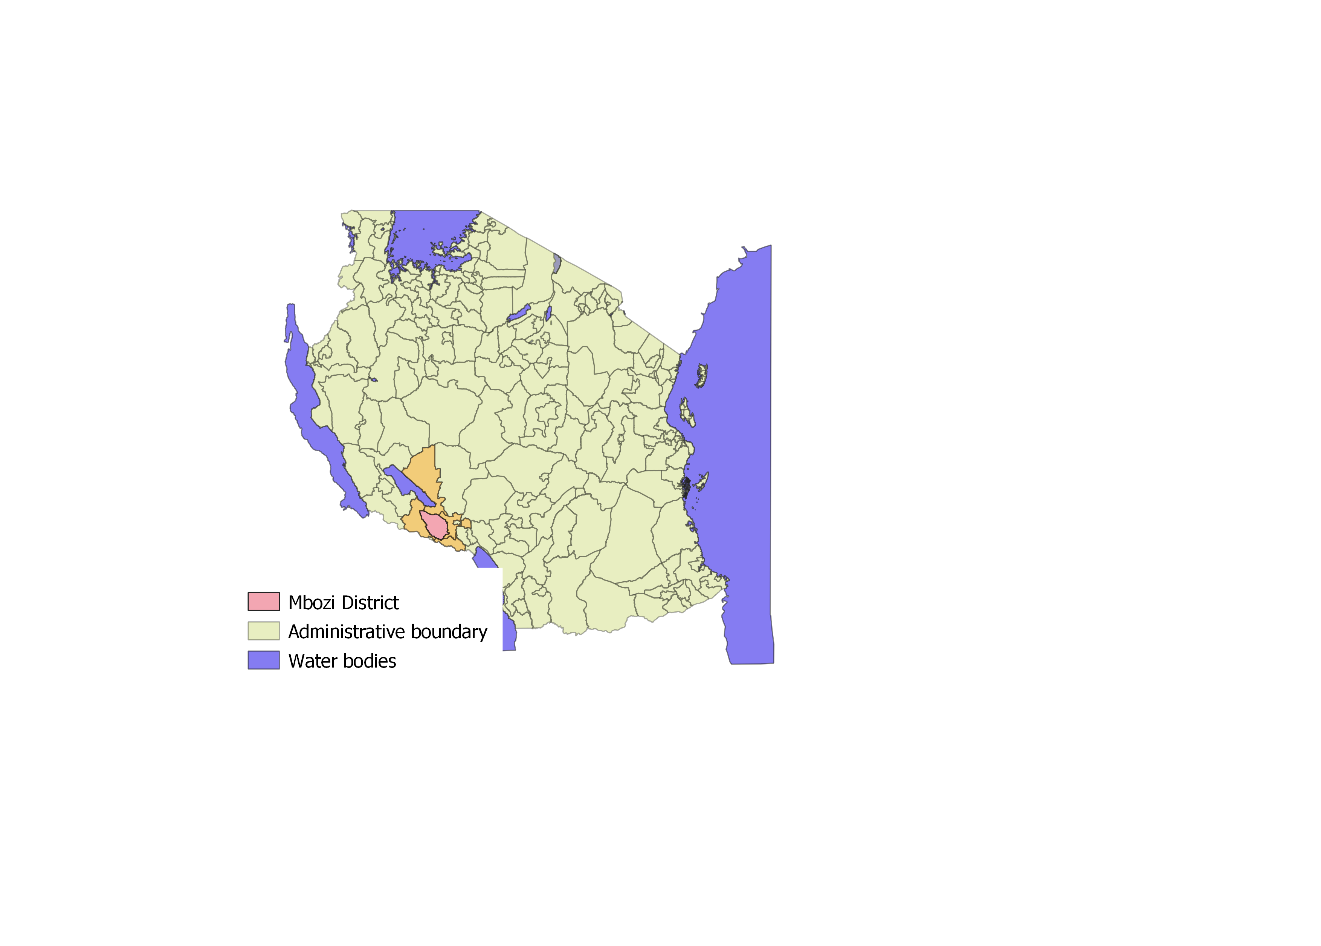 Mbozi District
Administrative boundary
Water bodies